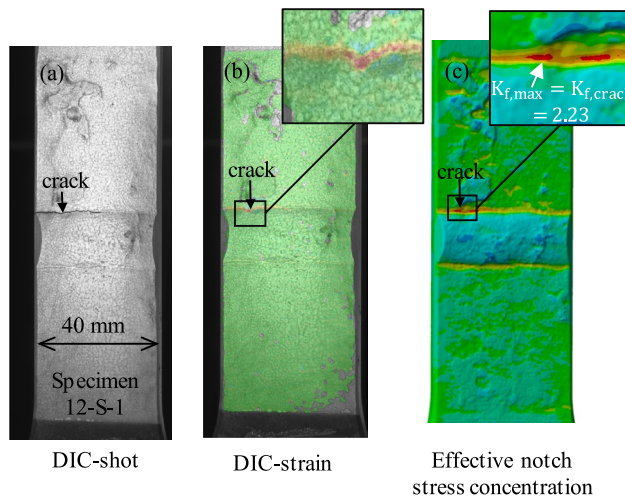 (a)
crack
40 mm
Specimen
12-S-1
DIC-shot
(b)
crack
DIC-strain
(c)
K_f,max = K_f,crac
= 2.23
crack
Effective notch
stress concentration